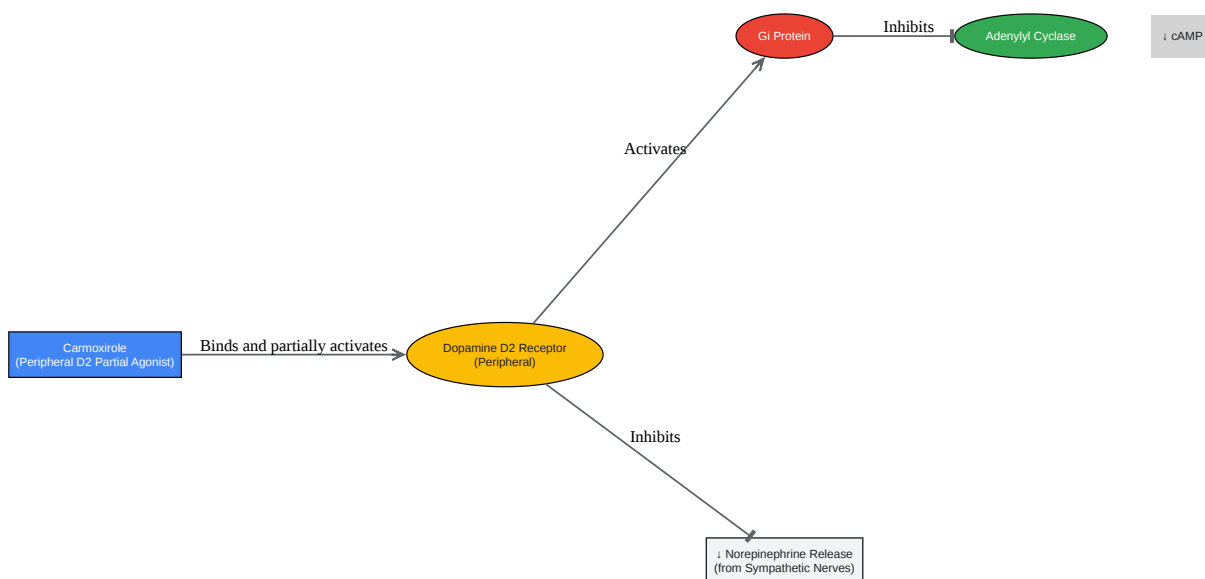 Gi Protein
Inhibits
Adenylyl Cyclase
↓ cAMP
Activates
Carmoxirole
(Peripheral D2 Partial Agonist)
Binds and partially activates
Dopamine D2 Receptor
(Peripheral)
Inhibits
↓ Norepinephrine Release
(from Sympathetic Nerves)